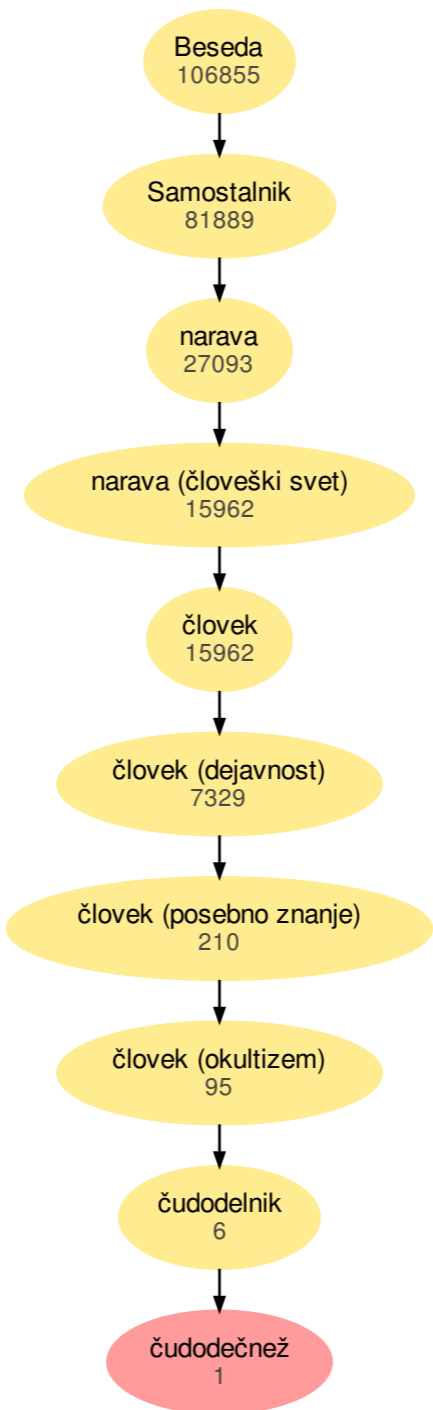 Beseda
106855
Samostalnik
81889
narava
27093
narava (človeški svet)
15962
človek
15962
človek (dejavnost)
7329
človek (posebno znanje)
210
človek (okultizem)
95
čudodelnik
6
čudodečnež
1